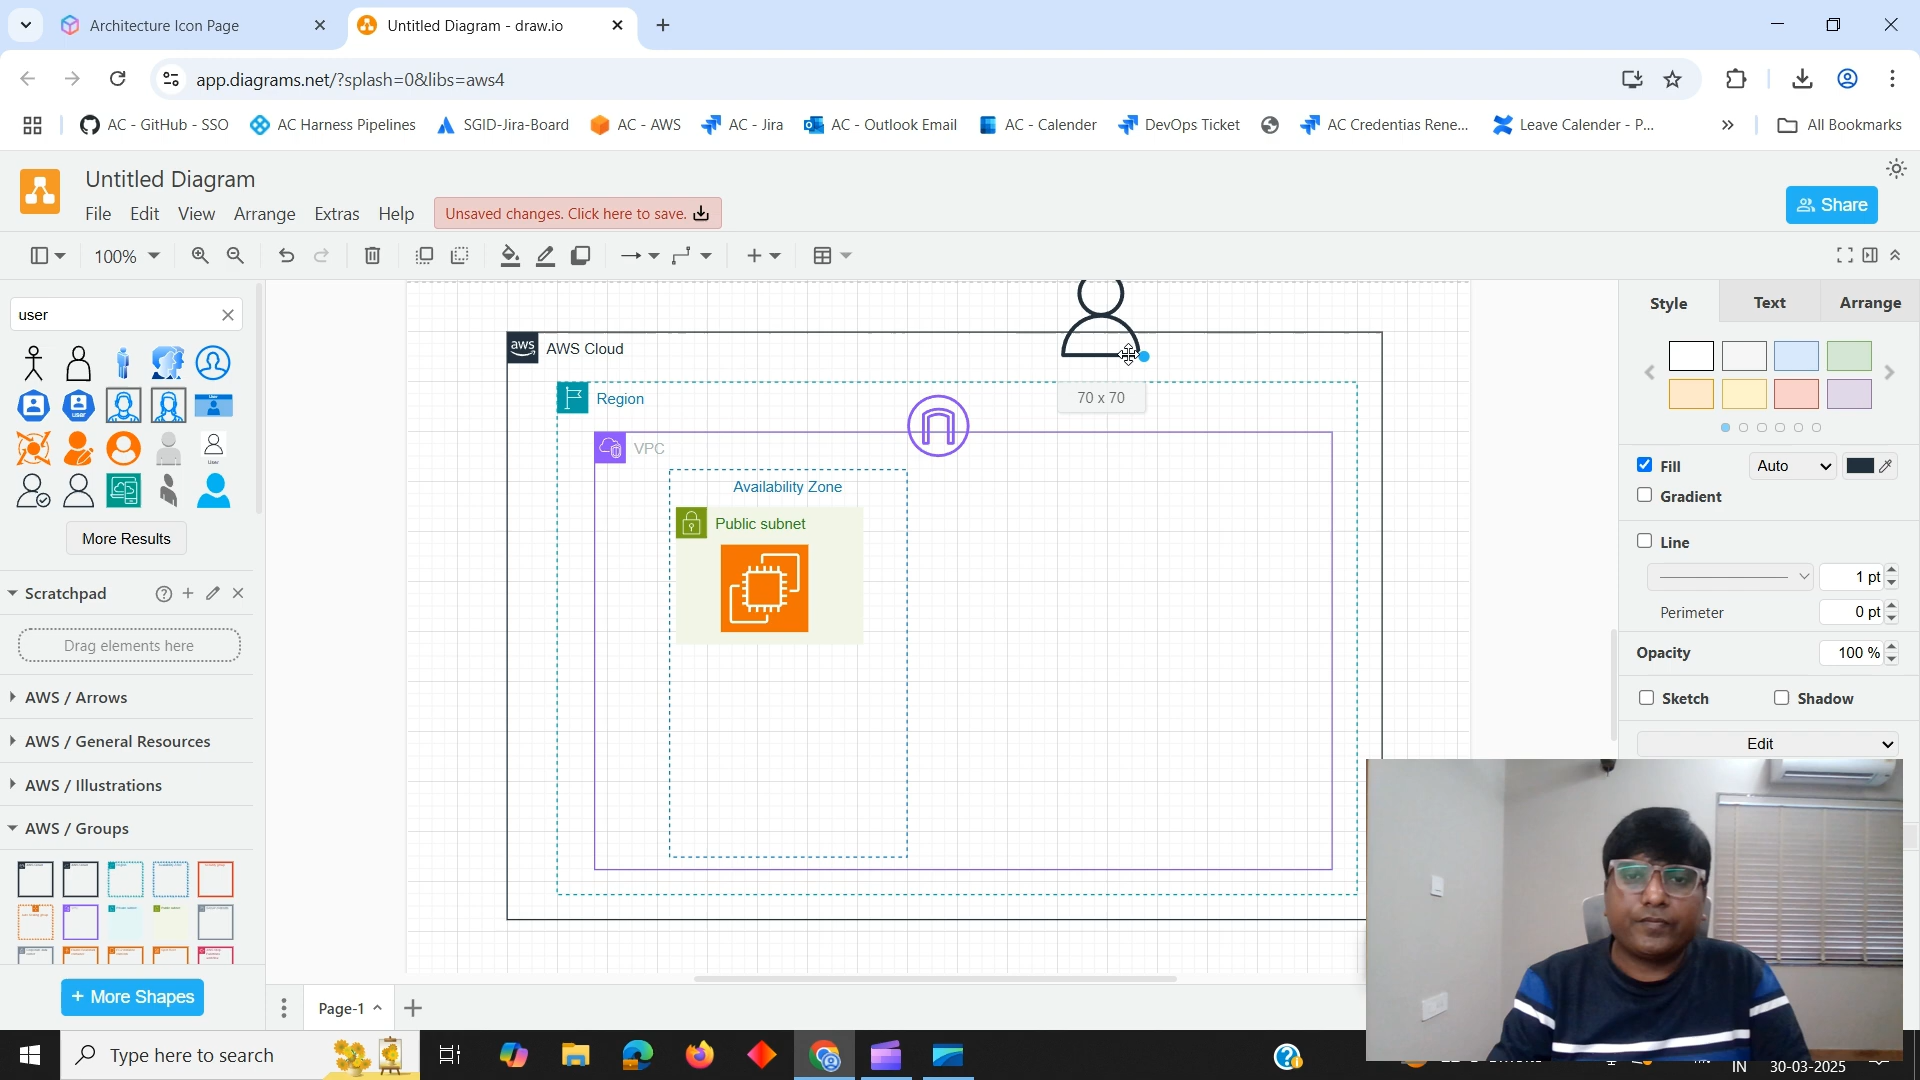 Architecture Icon Page
Untitled Diagram - draw.io
app.diagrams.net/?splash=0&libs=aws4
AC - GitHub - SSO
AC Harness Pipelines
SGID-Jira-Board
AC - AWS
AC - Jira
AC - Outlook Email
AC - Calender
DevOps Ticket
AC Credentias Rene...
Leave Calender - P...
All Bookmarks
Untitled Diagram
File
Edit
View
Arrange
Extras
Help
Unsaved changes. Click here to save.
Share
100%
user
More Results
Scratchpad
Drag elements here
AWS / Arrows
AWS / General Resources
AWS / Illustrations
AWS / Groups
+ More Shapes
aws
AWS Cloud
Region
VPC
Availability Zone
Public subnet
70 x 70
Page-1
Style
Text
Arrange
Fill
Auto
Gradient
Line
1 pt
Perimeter
0 pt
Opacity
100 %
Sketch
Shadow
Edit
Type here to search
IN
30-03-2025